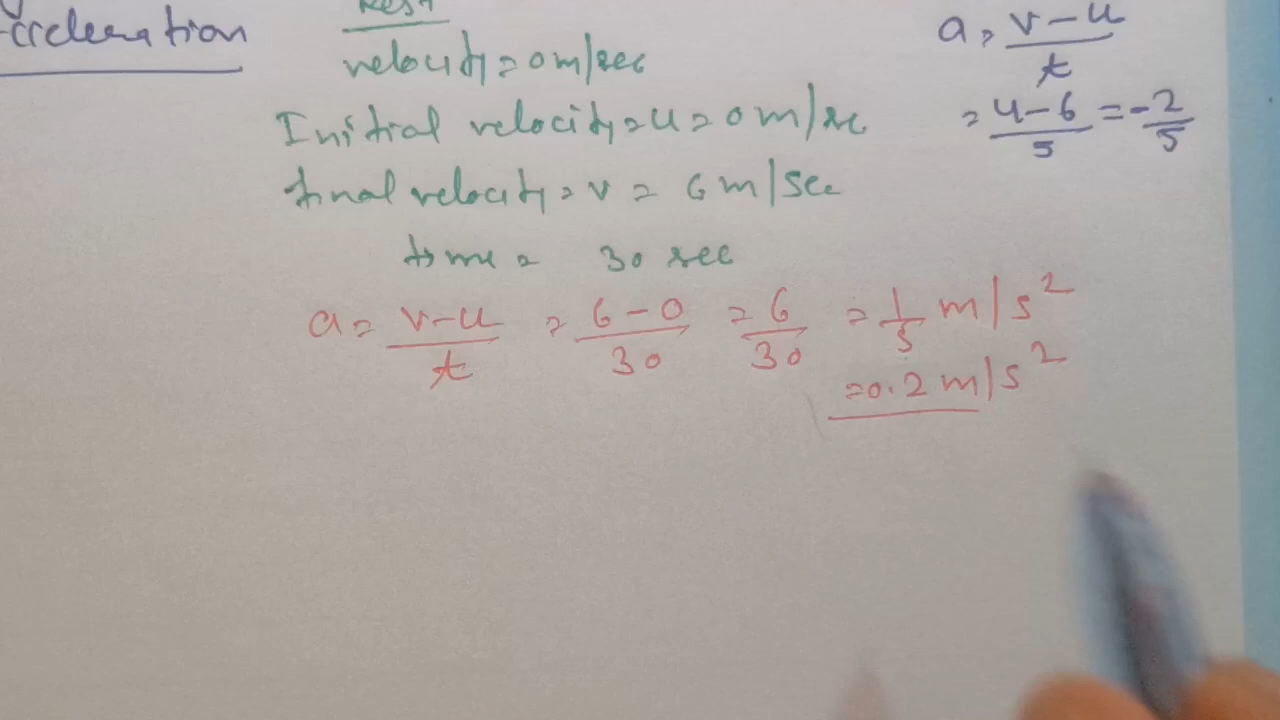 Rest
velocity = 0 m/sec
Initial velocity = u = 0 m/sec
final velocity = v = 6 m/sec
time = 30 sec
a = v-u/t = 6-0/30 = 6/30 = 1/5 m/s²
= 0.2 m/s²
a = v-u/t
= 4-6/5 = -2/5